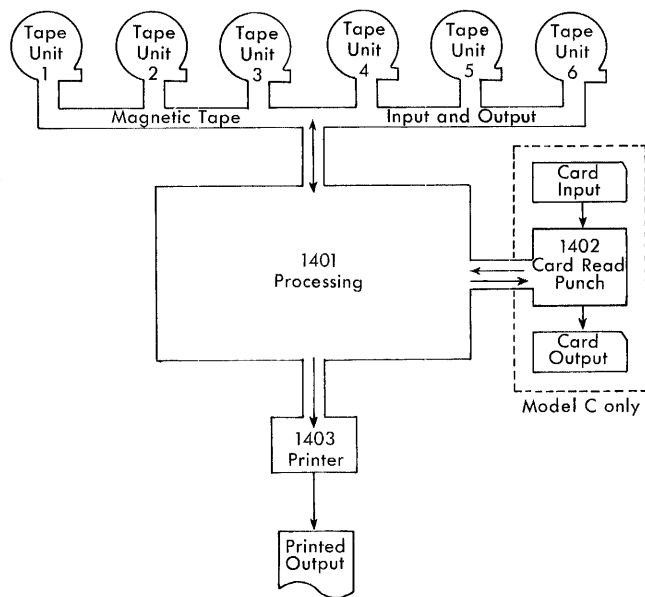 Tape
Unit
1
Tape
Unit
2
Tape
Unit
3
Tape
Unit
4
Tape
Unit
5
Tape
Unit
6
Magnetic Tape
Input and Output
Card
Input
1401
Processing
1402
Card Read
Punch
Card
Output
Model C only
1403
Printer
Printed
Output